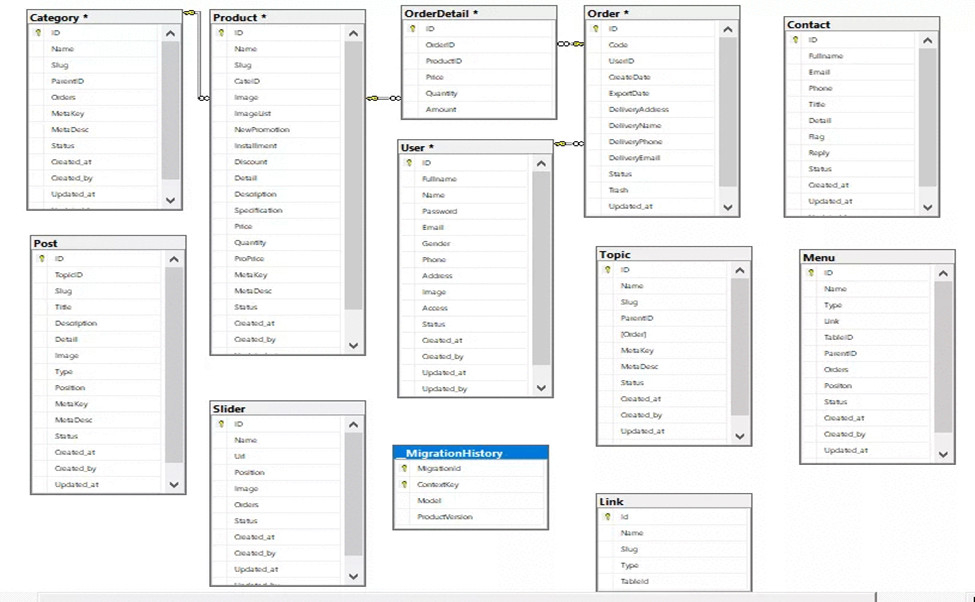 Category *
ID
Name
Slug
ParentID
Orders
MetaKey
MetaDesc
Status
Created_at
Created_by
Updated_at
Product *
ID
Name
Slug
CateID
Image
ImageList
NewPromotion
Installment
Discount
Detail
Description
Specification
Price
Quantity
ProPrice
MetaKey
MetaDesc
Status
Created_at
Created_by
OrderDetail *
ID
OrderID
ProductID
Price
Quantity
Amount
Order *
ID
Code
UserID
CreateDate
ExportDate
DeliveryAddress
DeliveryName
DeliveryPhone
DeliveryEmail
Status
Trash
Updated_at
Contact
ID
Fullname
Email
Phone
Title
Detail
Flag
Reply
Status
Created_at
Updated_at
User *
ID
Fullname
Name
Password
Email
Gender
Phone
Address
Image
Access
Status
Created_at
Created_by
Updated_at
Updated_by
Post
ID
TopicID
Slug
Title
Description
Detail
Image
Type
Position
MetaKey
MetaDesc
Status
Created_at
Created_by
Updated_at
Topic
ID
Name
Slug
ParentID
[Order]
MetaKey
MetaDesc
Status
Created_at
Created_by
Updated_at
Menu
ID
Name
Type
Link
TableID
ParentID
Orders
Positon
Status
Created_at
Created_by
Updated_at
Slider
ID
Name
Url
Position
Image
Orders
Status
Created_at
Created_by
Updated_at
__MigrationHistory
MigrationId
ContextKey
Model
ProductVersion
Link
Id
Name
Slug
Type
TableId